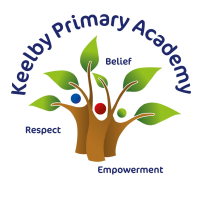 Keelby Primary Academy
Belief
Respect
Empowerment